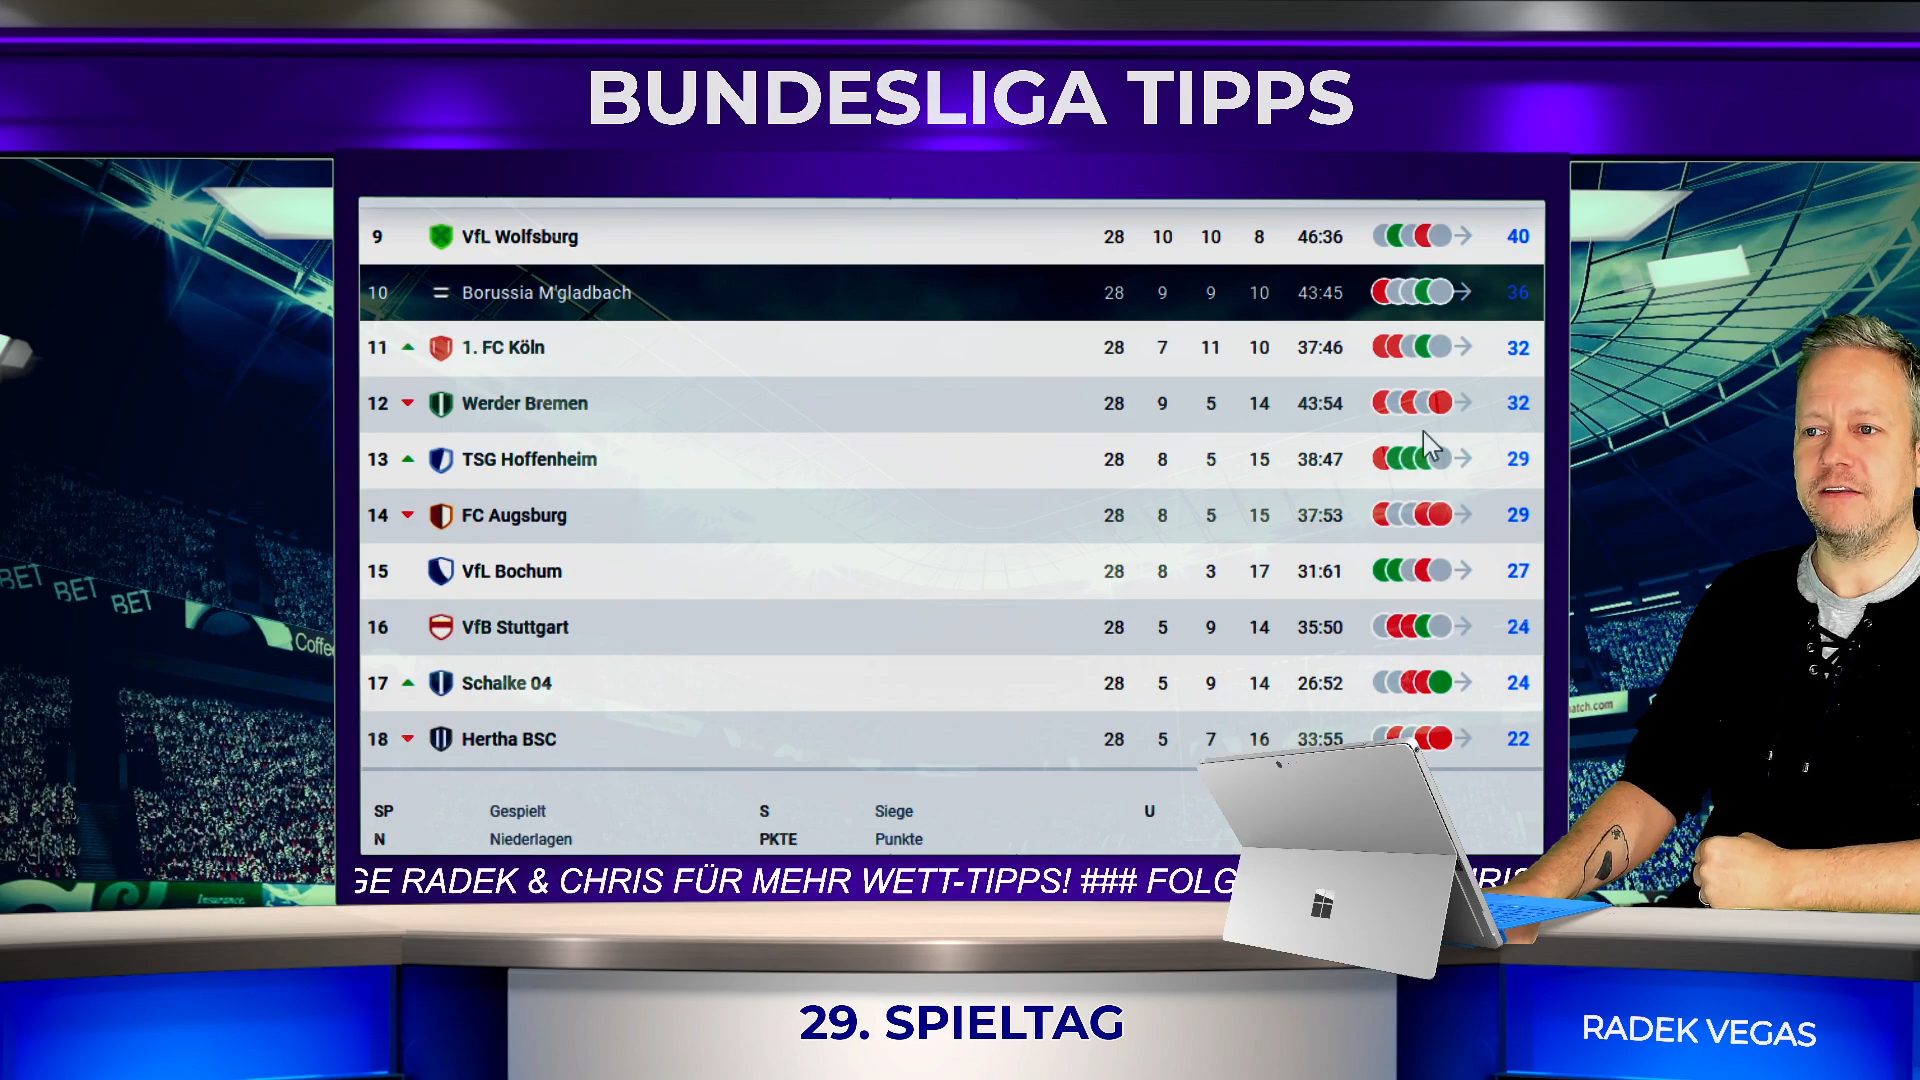 BUNDESLIGA TIPPS
9 VfL Wolfsburg 28 10 10 8 46:36 40
10 Borussia M'gladbach 28 9 9 10 43:45 36
11 1. FC Köln 28 7 11 10 37:46 32
12 Werder Bremen 28 9 5 14 43:54 32
13 TSG Hoffenheim 28 8 5 15 38:47 29
14 FC Augsburg 28 8 5 15 37:53 29
15 VfL Bochum 28 8 3 17 31:61 27
16 VfB Stuttgart 28 5 9 14 35:50 24
17 Schalke 04 28 5 9 14 26:52 24
18 Hertha BSC 28 5 7 16 33:55 22
SP Gespielt S Siege U
N Niederlagen PKTE Punkte
GE RADEK & CHRIS FÜR MEHR WETT-TIPPS! ### FOLG HRIS
BET BET BET
Coffe
atch.com
Insurance.
29. SPIELTAG
RADEK VEGAS